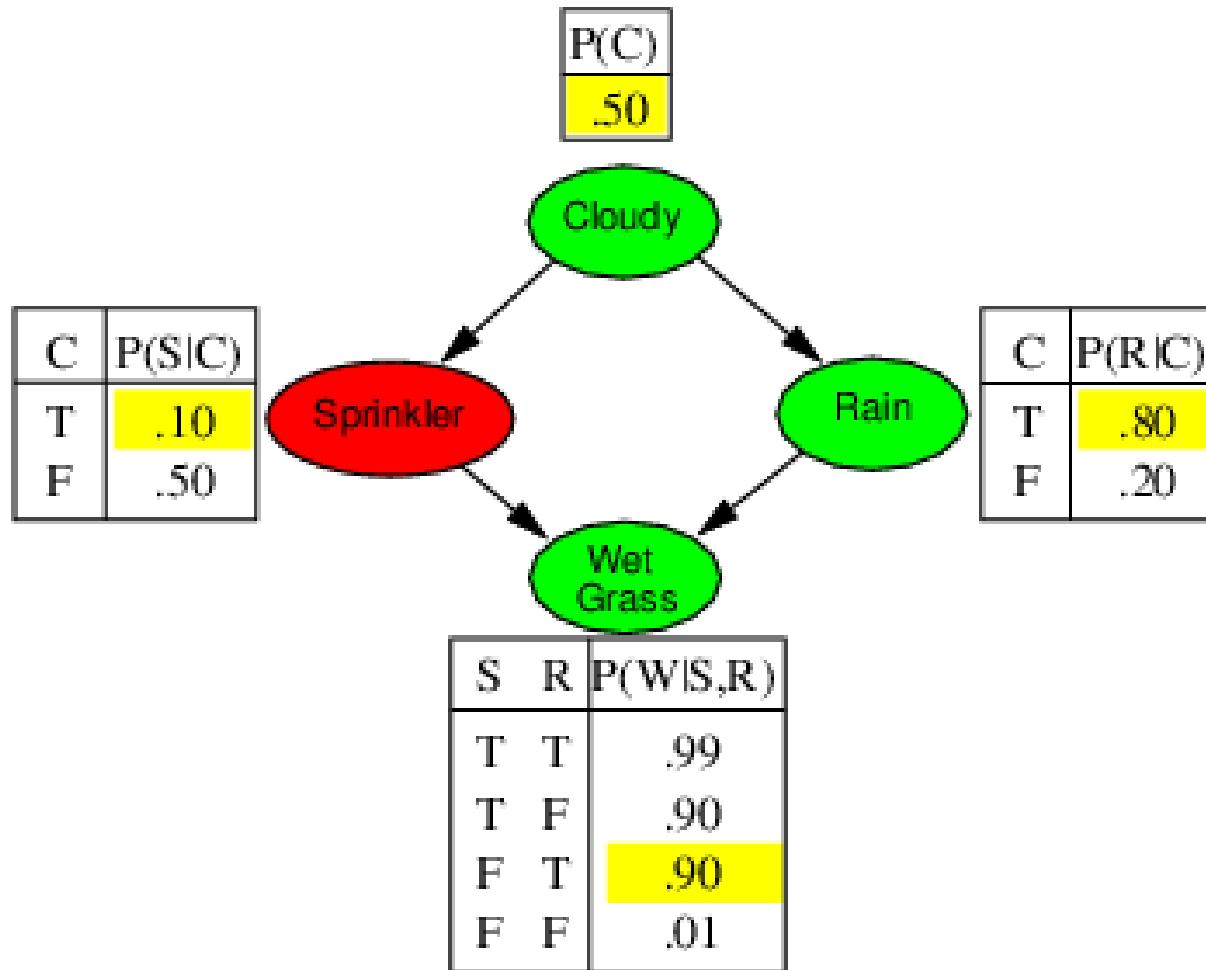 P(C)
.50
Cloudy
C P(S|C)
T .10
F .50
Sprinkler
Rain
C P(R|C)
T .80
F .20
Wet
Grass
S R P(W|S,R)
T T .99
T F .90
F T .90
F F .01